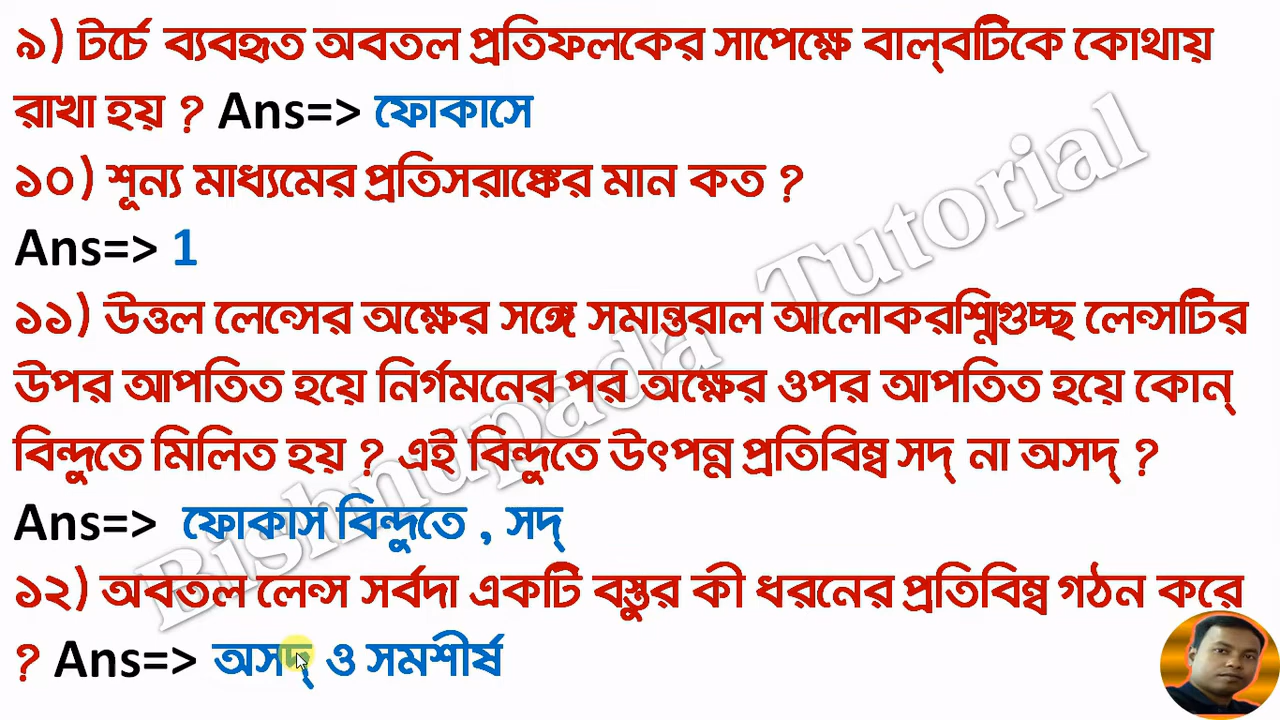 ৯) টর্চে ব্যবহৃত অবতল প্রতিফলকের সাপেক্ষে বাল্‌বটিকে কোথায়
রাখা হয় ? Ans=> ফোকাসে
১০) শূন্য মাধ্যমের প্রতিসরাঙ্কের মান কত ?
Ans=> 1
১১) উত্তল লেন্সের অক্ষের সঙ্গে সমান্তরাল আলোকরশ্মিগুচ্ছ লেন্সটির
উপর আপতিত হয়ে নির্গমনের পর অক্ষের ওপর আপতিত হয়ে কোন্
বিন্দুতে মিলিত হয় ? এই বিন্দুতে উৎপন্ন প্রতিবিম্ব সদ্ না অসদ্ ?
Ans=> ফোকাস বিন্দুতে , সদ্
১২) অবতল লেন্স সর্বদা একটি বস্তুর কী ধরনের প্রতিবিম্ব গঠন করে
? Ans=> অসদ্ ও সমশীর্ষ
Bishnupada Tutorial